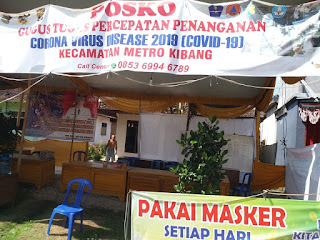 POSKO
GUGUS TUGAS PERCEPATAN PENANGANAN
CORONA VIRUS DISEASE 2019 (COVID-19)
KECAMATAN METRO KIBANG
Call Center 0853 6994 6789
PAKAI MASKER
SETIAP HARI
KITA